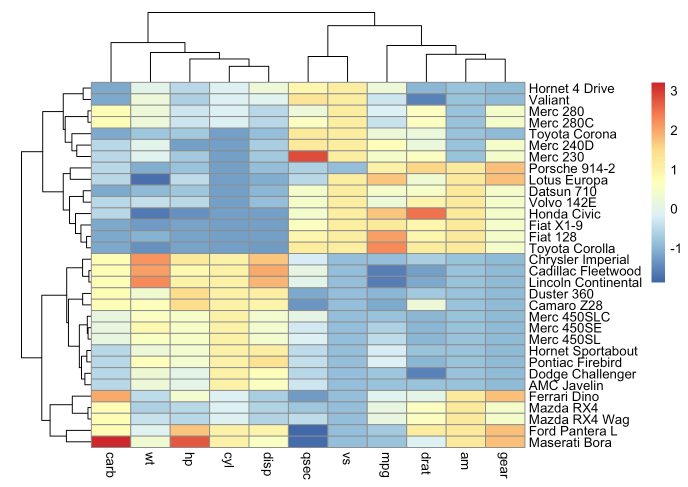 Hornet 4 Drive
Valiant
Merc 280
Merc 280C
Toyota Corona
Merc 240D
Merc 230
Porsche 914-2
Lotus Europa
Datsun 710
Volvo 142E
Honda Civic
Fiat X1-9
Fiat 128
Toyota Corolla
Chrysler Imperial
Cadillac Fleetwood
Lincoln Continental
Duster 360
Camaro Z28
Merc 450SLC
Merc 450SE
Merc 450SL
Hornet Sportabout
Pontiac Firebird
Dodge Challenger
AMC Javelin
Ferrari Dino
Mazda RX4
Mazda RX4 Wag
Ford Pantera L
Maserati Bora
3
2
1
0
-1
carb
wt
hp
cyl
disp
qsec
vs
mpg
drat
am
gear